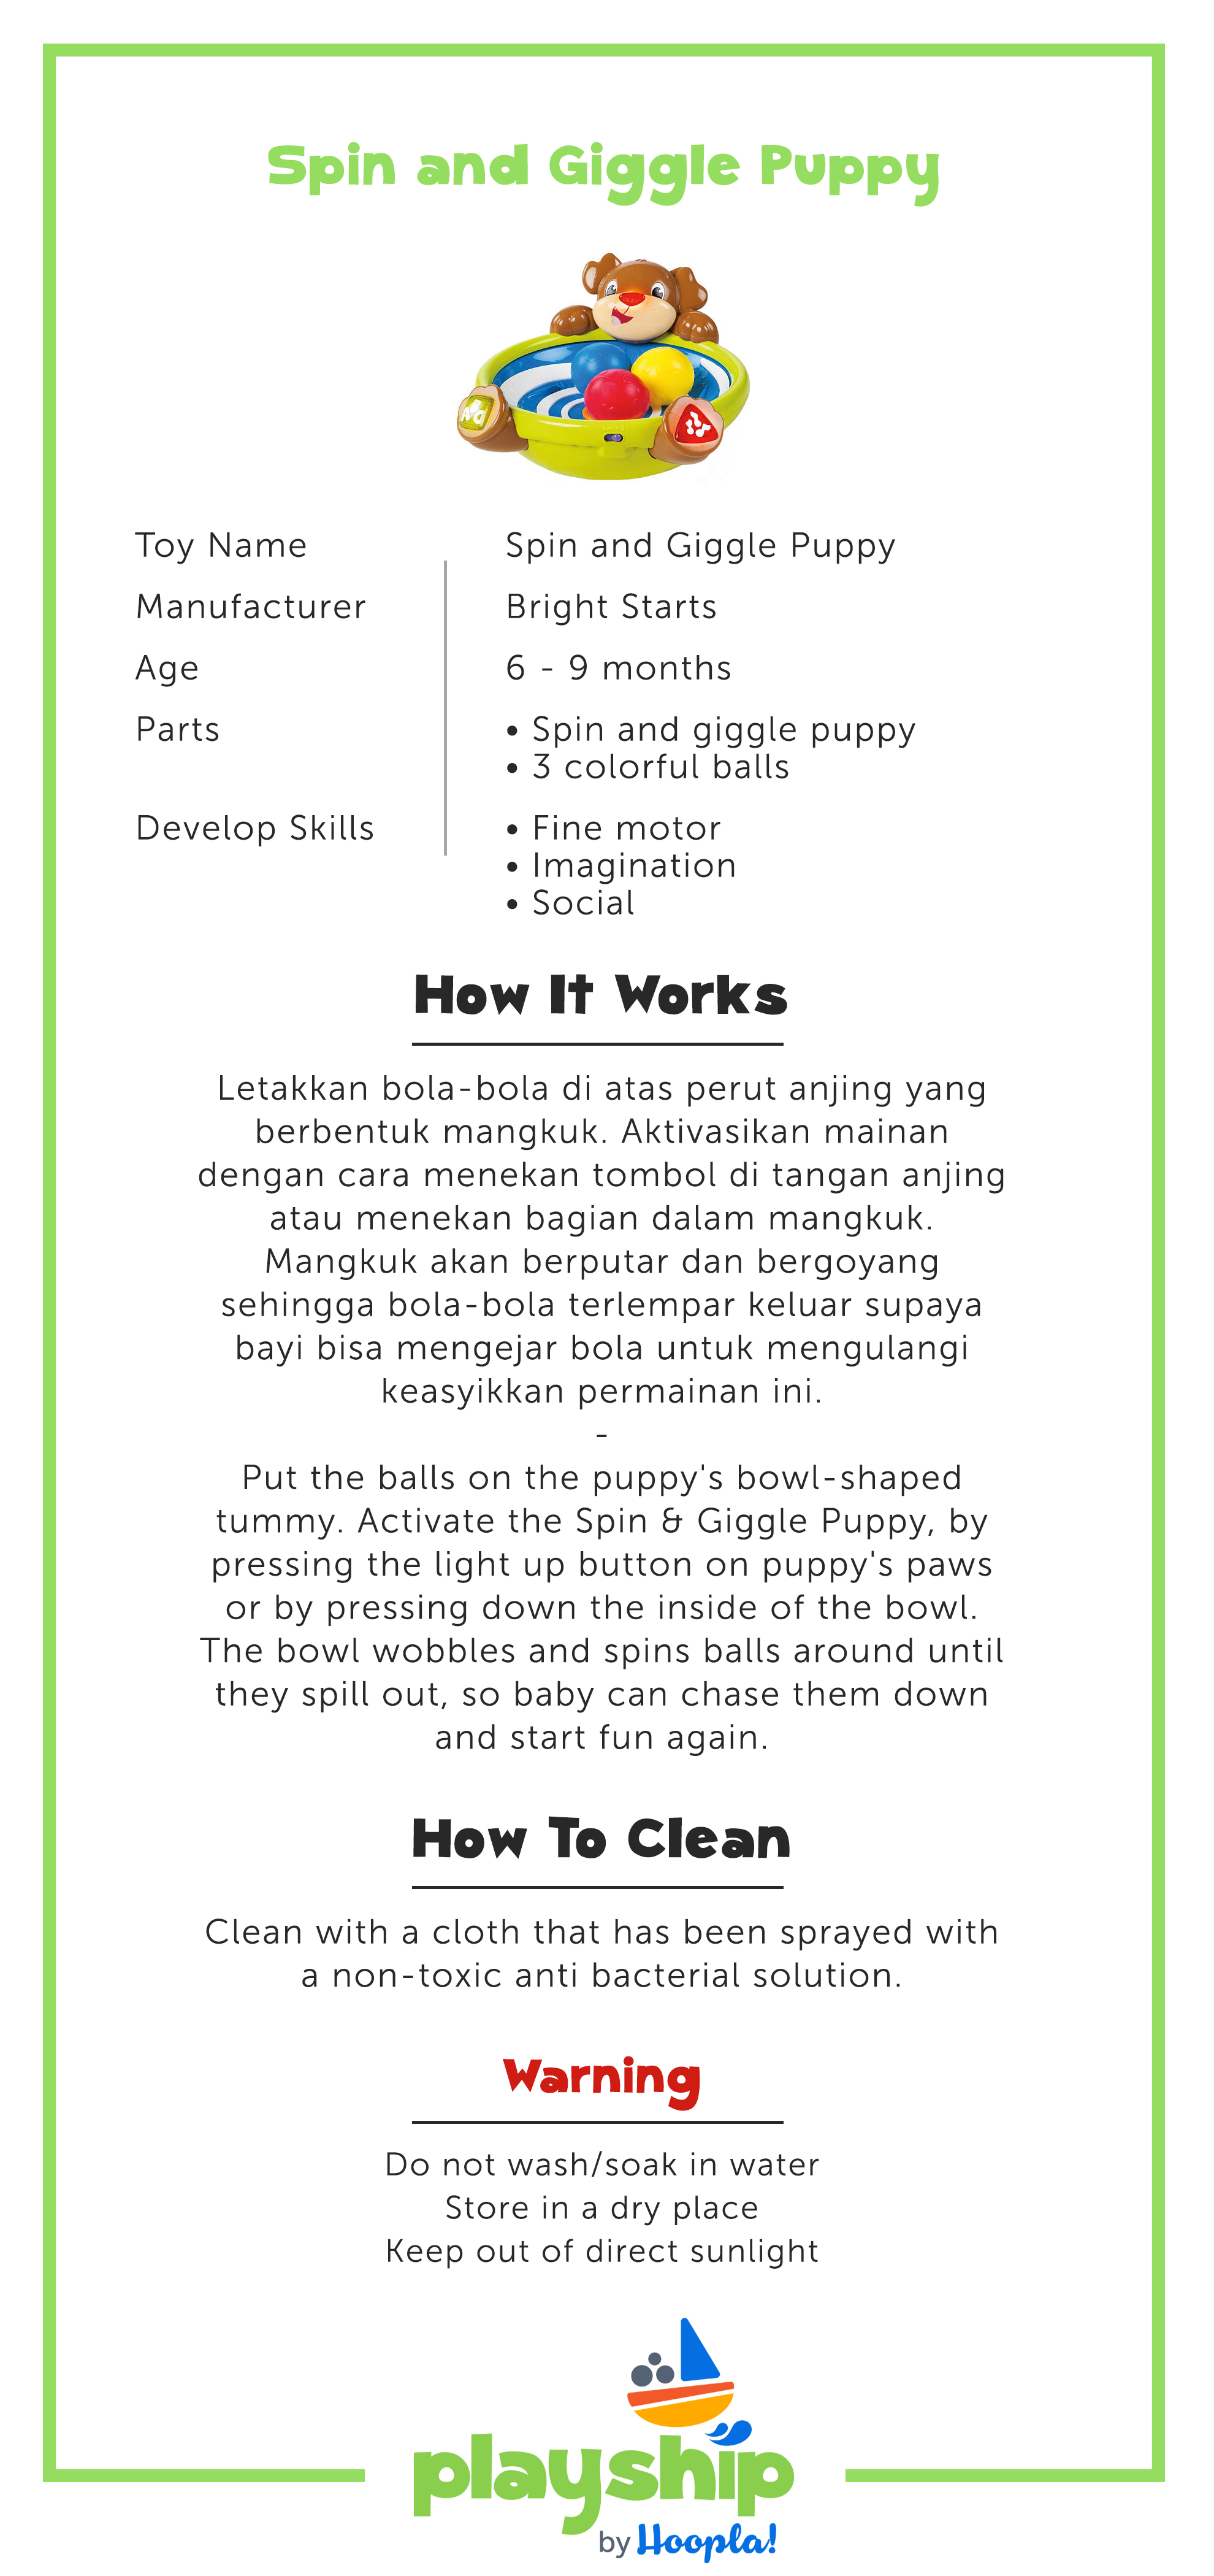 Spin and Giggle Puppy
Toy Name
Spin and Giggle Puppy
Manufacturer
Bright Starts
Age
6 - 9 months
Parts
• Spin and giggle puppy
• 3 colorful balls
Develop Skills
• Fine motor
• Imagination
• Social
How It Works
Letakkan bola-bola di atas perut anjing yang
berbentuk mangkuk. Aktivasikan mainan
dengan cara menekan tombol di tangan anjing
atau menekan bagian dalam mangkuk.
Mangkuk akan berputar dan bergoyang
sehingga bola-bola terlempar keluar supaya
bayi bisa mengejar bola untuk mengulangi
keasyikkan permainan ini.
-
Put the balls on the puppy's bowl-shaped
tummy. Activate the Spin & Giggle Puppy, by
pressing the light up button on puppy's paws
or by pressing down the inside of the bowl.
The bowl wobbles and spins balls around until
they spill out, so baby can chase them down
and start fun again.
How To Clean
Clean with a cloth that has been sprayed with
a non-toxic anti bacterial solution.
Warning
Do not wash/soak in water
Store in a dry place
Keep out of direct sunlight
playship
by Hoopla!